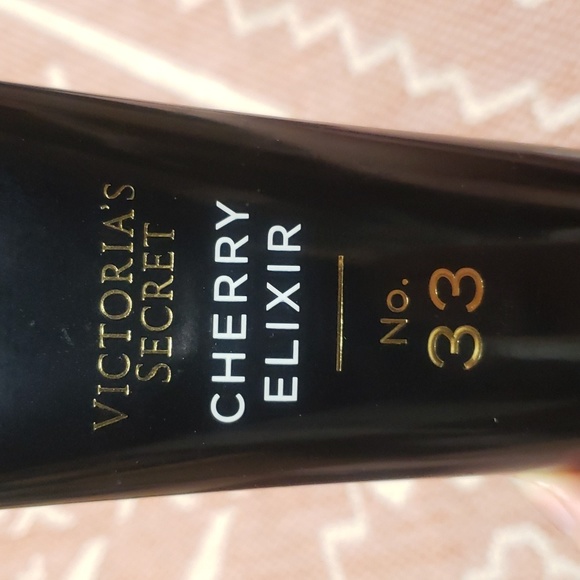 VICTORIA'S
SECRET
CHERRY
ELIXIR
No.
33